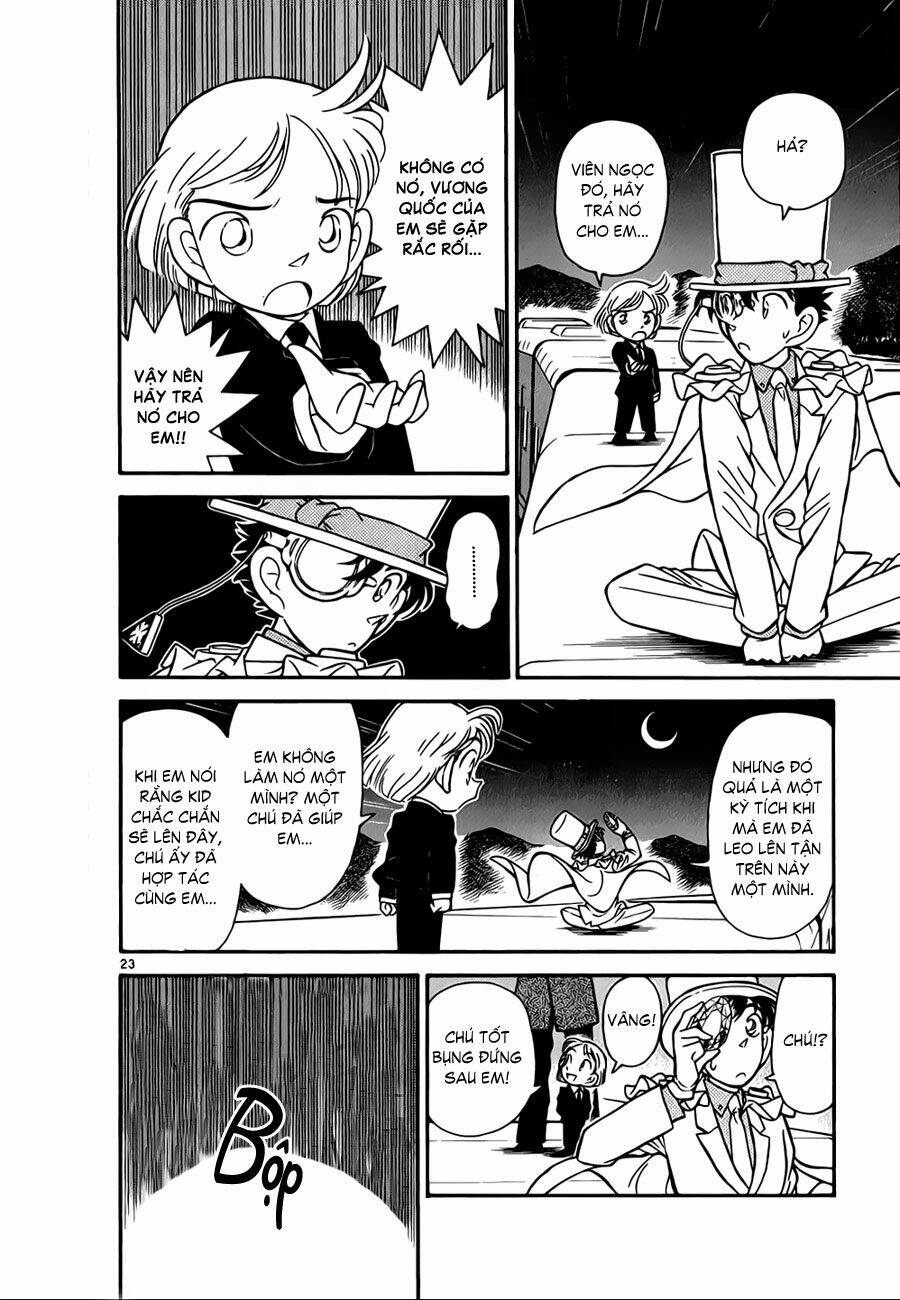 HẢ?
VIÊN NGỌC
ĐÓ, HÃY
TRẢ NÓ
CHO EM...
KHÔNG CÓ
NÓ, VƯƠNG
QUỐC CỦA
EM SẼ GẶP
RẮC RỐI...
VẬY NÊN
HÃY TRẢ
NÓ CHO
EM!!
.........
NHƯNG ĐÓ
QUẢ LÀ MỘT
KỲ TÍCH KHI
MÀ EM ĐÃ
LEO LÊN TẬN
TRÊN NÀY
MỘT MÌNH.
EM KHÔNG
LÀM NÓ MỘT
MÌNH? MỘT
CHÚ ĐÃ GIÚP
EM...
KHI EM NÓI
RẰNG KID
CHẮC CHẮN
SẼ LÊN ĐÂY,
CHÚ ẤY ĐÃ
HỢP TÁC
CÙNG EM...
CHÚ!?
VÂNG!
CHÚ TỐT
BỤNG ĐỨNG
SAU EM!
23
BỘP